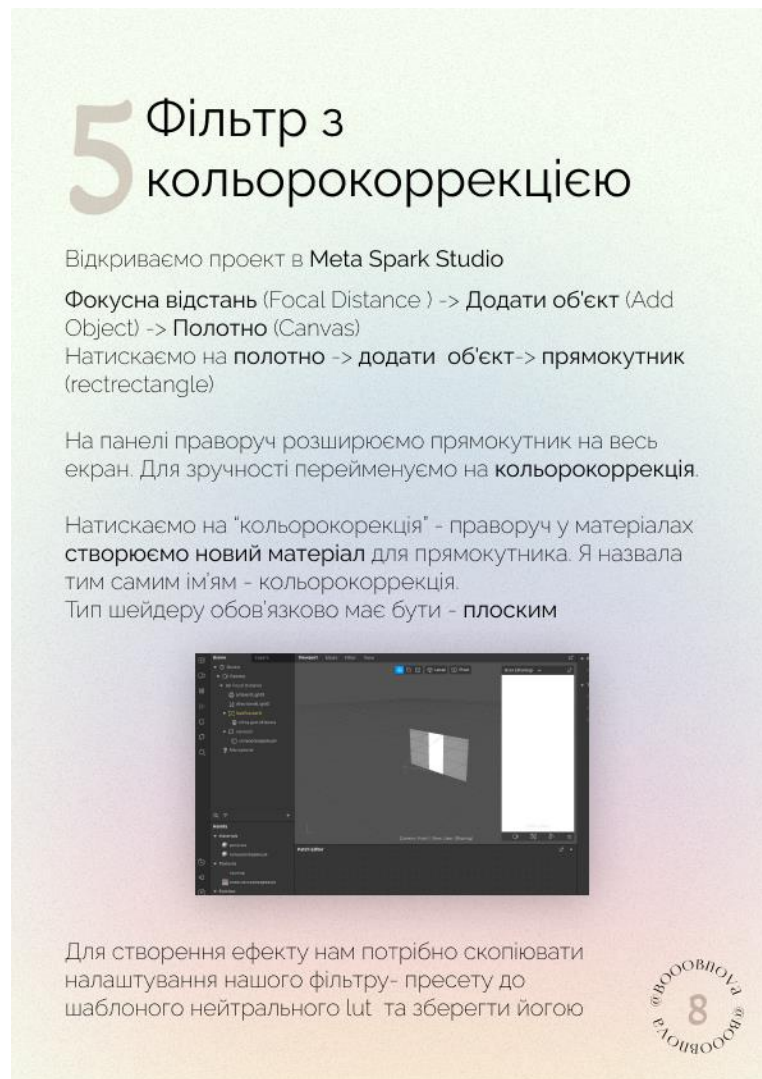 5
Фільтр з
кольорокоррекцією
Відкриваємо проект в Meta Spark Studio
Фокусна відстань (Focal Distance ) -> Додати об'єкт (Add
Object) -> Полотно (Canvas)
Натискаємо на полотно -> додати об'єкт-> прямокутник
(rectrectangle)
На панелі праворуч розширюємо прямокутник на весь
екран. Для зручності перейменуємо на кольорокоррекція.
Натискаємо на “кольорокорекція” - праворуч у матеріалах
створюємо новий матеріал для прямокутника. Я назвала
тим самим ім'ям - кольорокоррекція.
Тип шейдеру обов'язково має бути - плоским
Patch Editor
Для створення ефекту нам потрібно скопіювати
налаштування нашого фільтру- пресету до
шаблоного нейтрального lut та зберегти йогою
@BOOOBNOVA
@BOOOBNOVA
8